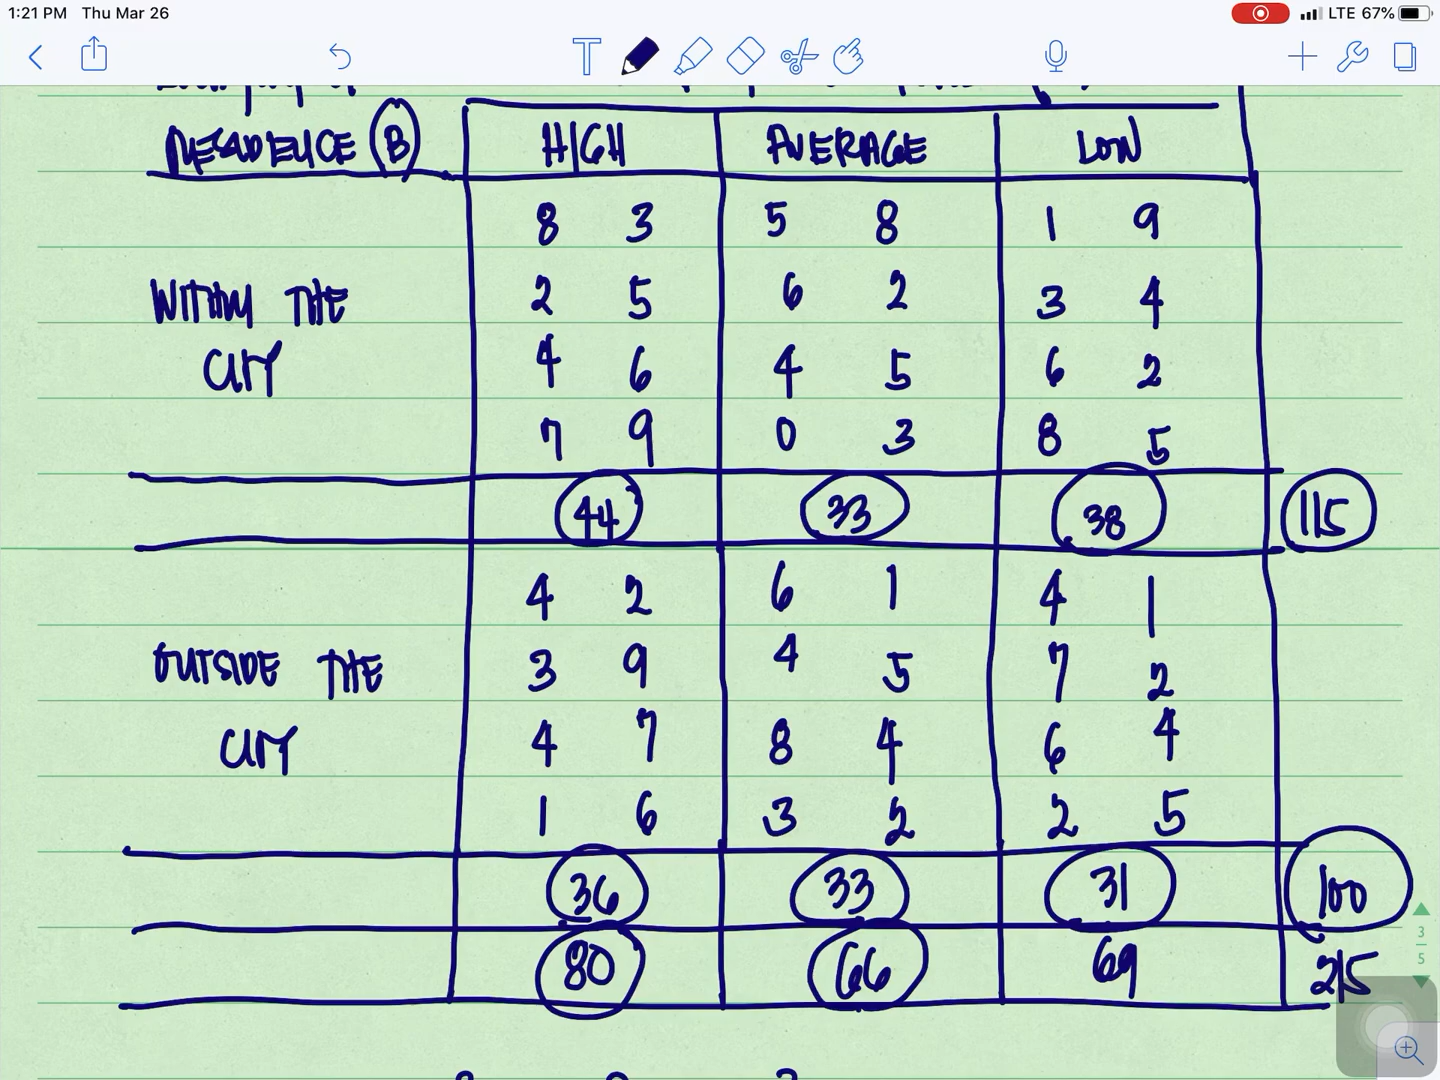 1:21 PM Thu Mar 26 LTE 67%
T
RESIDENCE B HIGH AVERAGE LOW
8 3 5 8 1 9
WITHIN THE 2 5 6 2 3 4
CITY 4 6 4 5 6 2
7 9 0 3 8 5
44 33 38 115
4 2 6 1 4 1
OUTSIDE THE 3 9 4 5 7 2
CITY 4 7 8 4 6 4
1 6 3 2 2 5
36 33 31 100
80 66 69 215
3
5